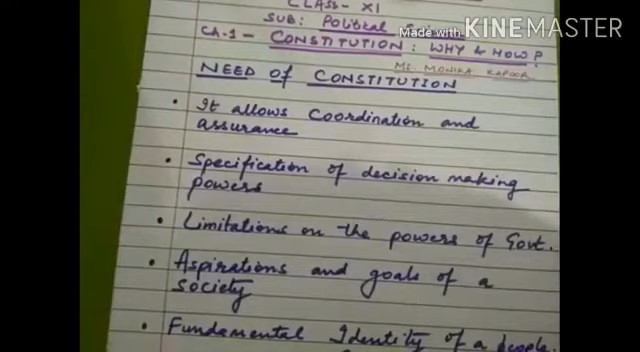 CLASS- XI
SUB: Political
Ch.1 - CONSTITUTION: WHY & HOW?
Ms. MONIKA KAPOOR
NEED OF CONSTITUTION
• It allows Coordination and
assurance
• Specification of decision making
powers
• Limitations on the powers of Govt.
• Aspirations and goals of a
society
• Fundamental Identity of a people.
Made with KINEMASTER